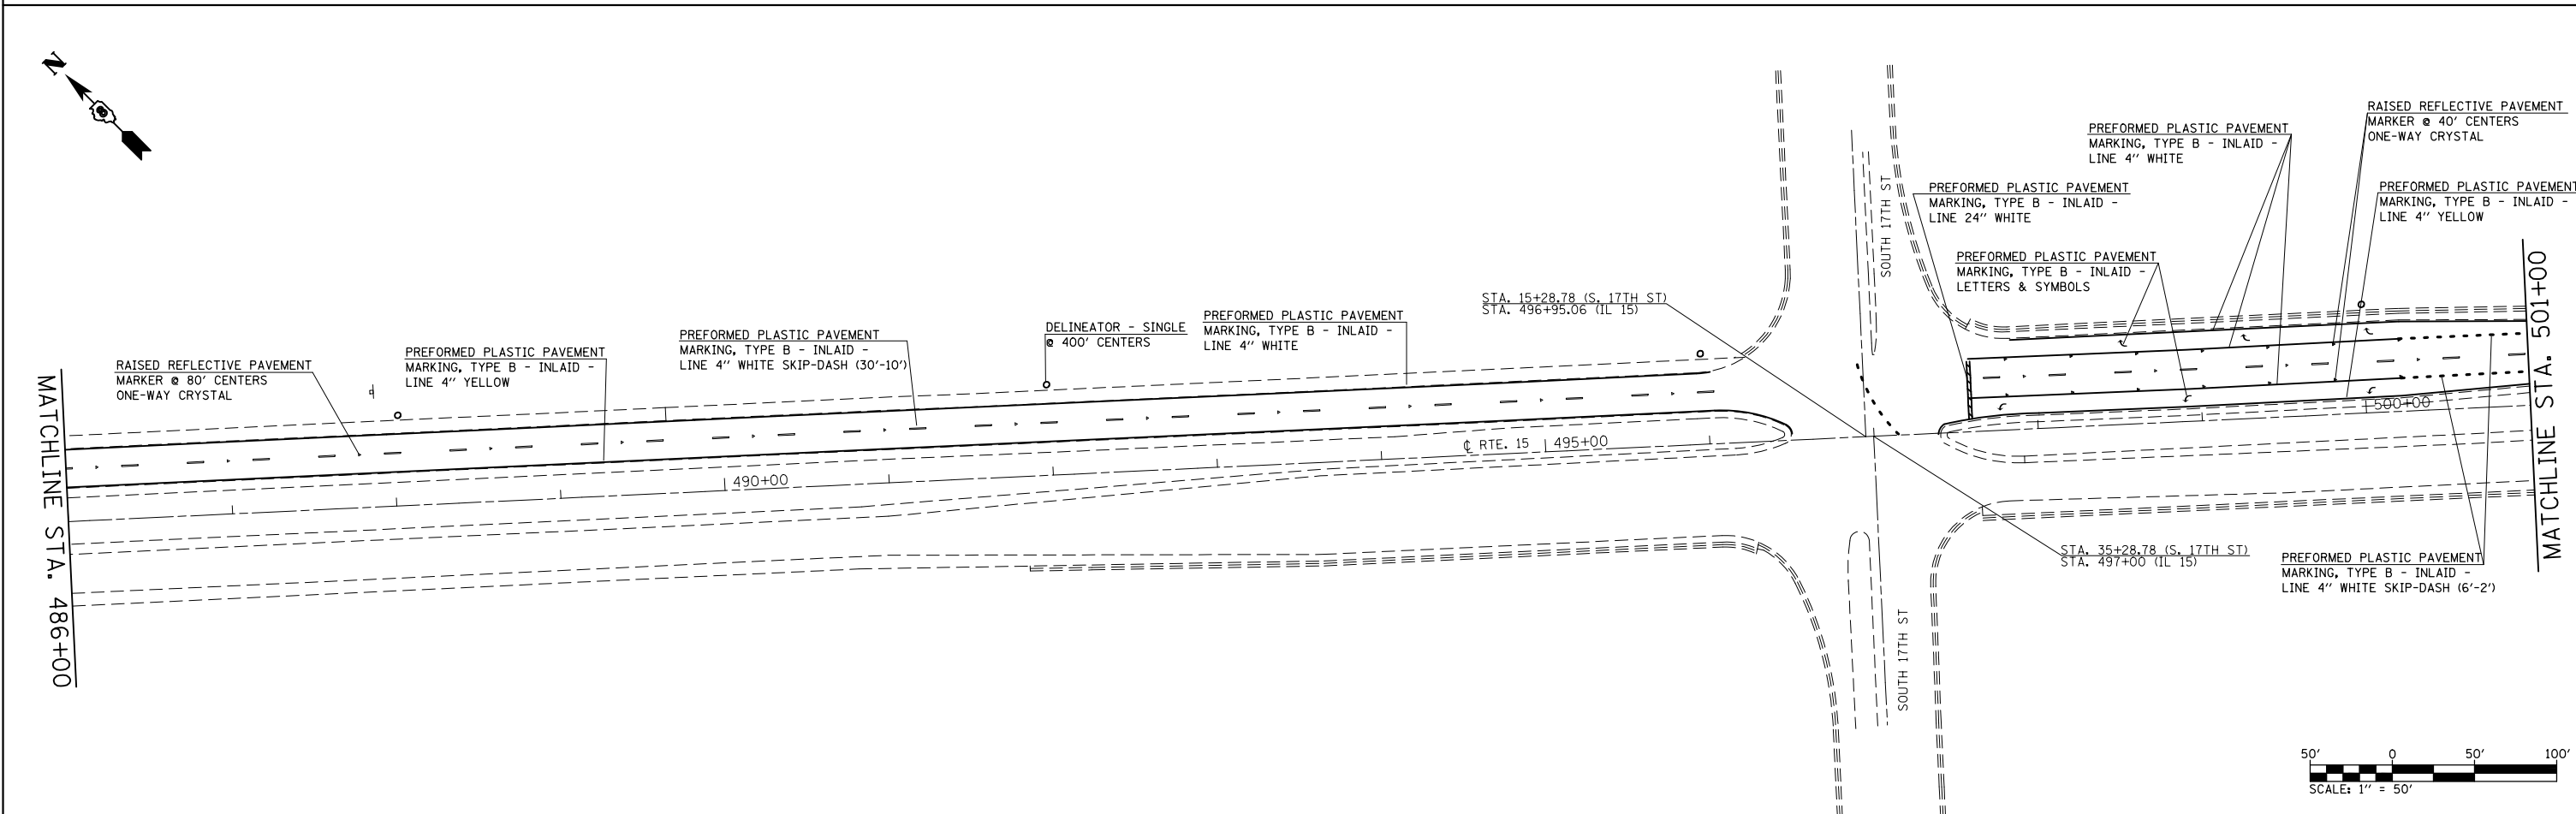 N
MATCHLINE STA. 486+00
RAISED REFLECTIVE PAVEMENT
MARKER @ 80' CENTERS
ONE-WAY CRYSTAL
PREFORMED PLASTIC PAVEMENT
MARKING, TYPE B - INLAID -
LINE 4" YELLOW
PREFORMED PLASTIC PAVEMENT
MARKING, TYPE B - INLAID -
LINE 4" WHITE SKIP-DASH (30'-10')
DELINEATOR - SINGLE
@ 400' CENTERS
PREFORMED PLASTIC PAVEMENT
MARKING, TYPE B - INLAID -
LINE 4" WHITE
STA. 15+28.78 (S. 17TH ST)
STA. 496+95.06 (IL 15)
490+00
℄ RTE. 15
495+00
SOUTH 17TH ST
SOUTH 17TH ST
PREFORMED PLASTIC PAVEMENT
MARKING, TYPE B - INLAID -
LINE 24" WHITE
PREFORMED PLASTIC PAVEMENT
MARKING, TYPE B - INLAID -
LETTERS & SYMBOLS
PREFORMED PLASTIC PAVEMENT
MARKING, TYPE B - INLAID -
LINE 4" WHITE
RAISED REFLECTIVE PAVEMENT
MARKER @ 40' CENTERS
ONE-WAY CRYSTAL
PREFORMED PLASTIC PAVEMENT
MARKING, TYPE B - INLAID -
LINE 4" YELLOW
500+00
MATCHLINE STA. 501+00
STA. 35+28.78 (S. 17TH ST)
STA. 497+00 (IL 15)
PREFORMED PLASTIC PAVEMENT
MARKING, TYPE B - INLAID -
LINE 4" WHITE SKIP-DASH (6'-2')
50' 0 50' 100'
SCALE: 1" = 50'